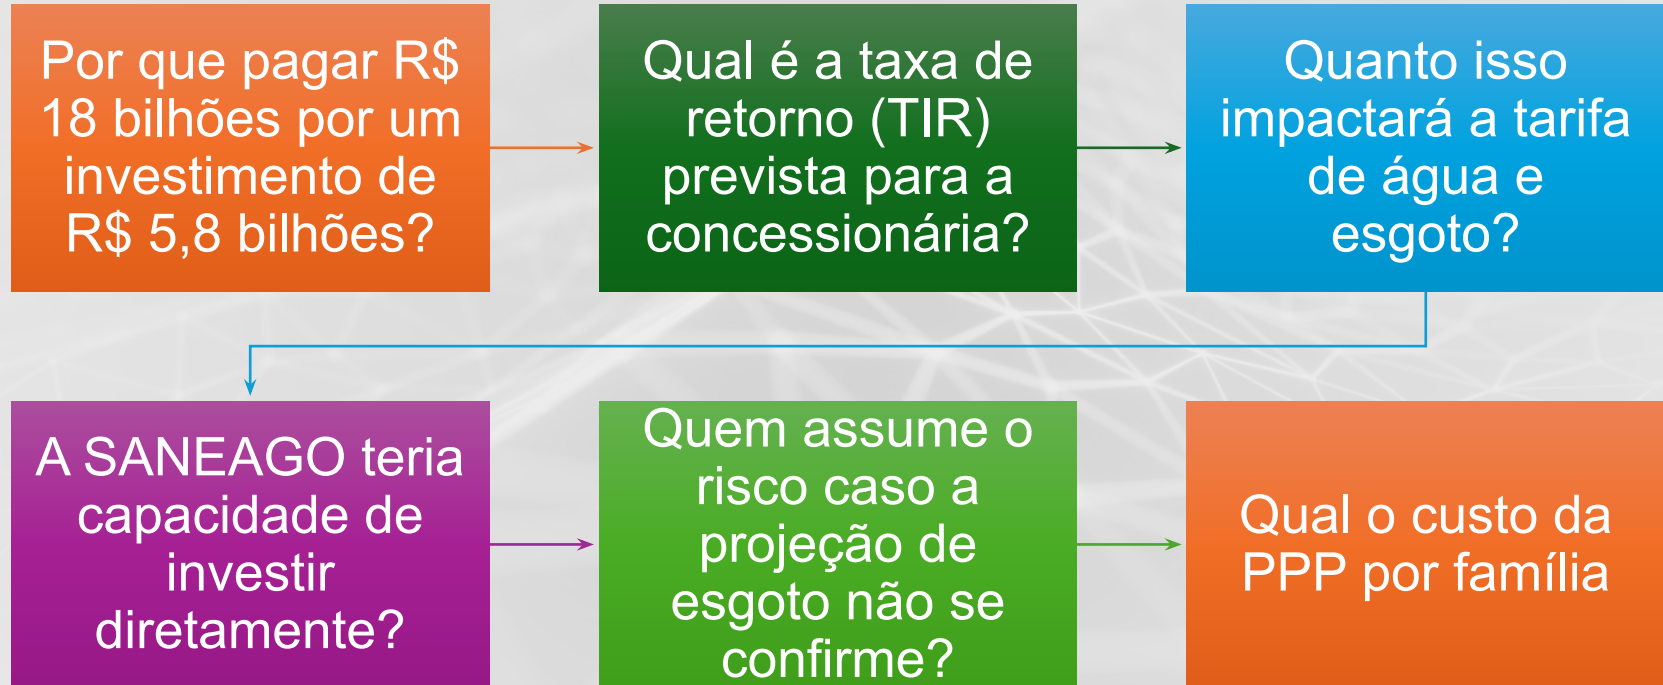 Por que pagar R$
18 bilhões por um
investimento de
R$ 5,8 bilhões?
Qual é a taxa de
retorno (TIR)
prevista para a
concessionária?
Quanto isso
impactará a tarifa
de água e
esgoto?
A SANEAGO teria
capacidade de
investir
diretamente?
Quem assume o
risco caso a
projeção de
esgoto não se
confirme?
Qual o custo da
PPP por família